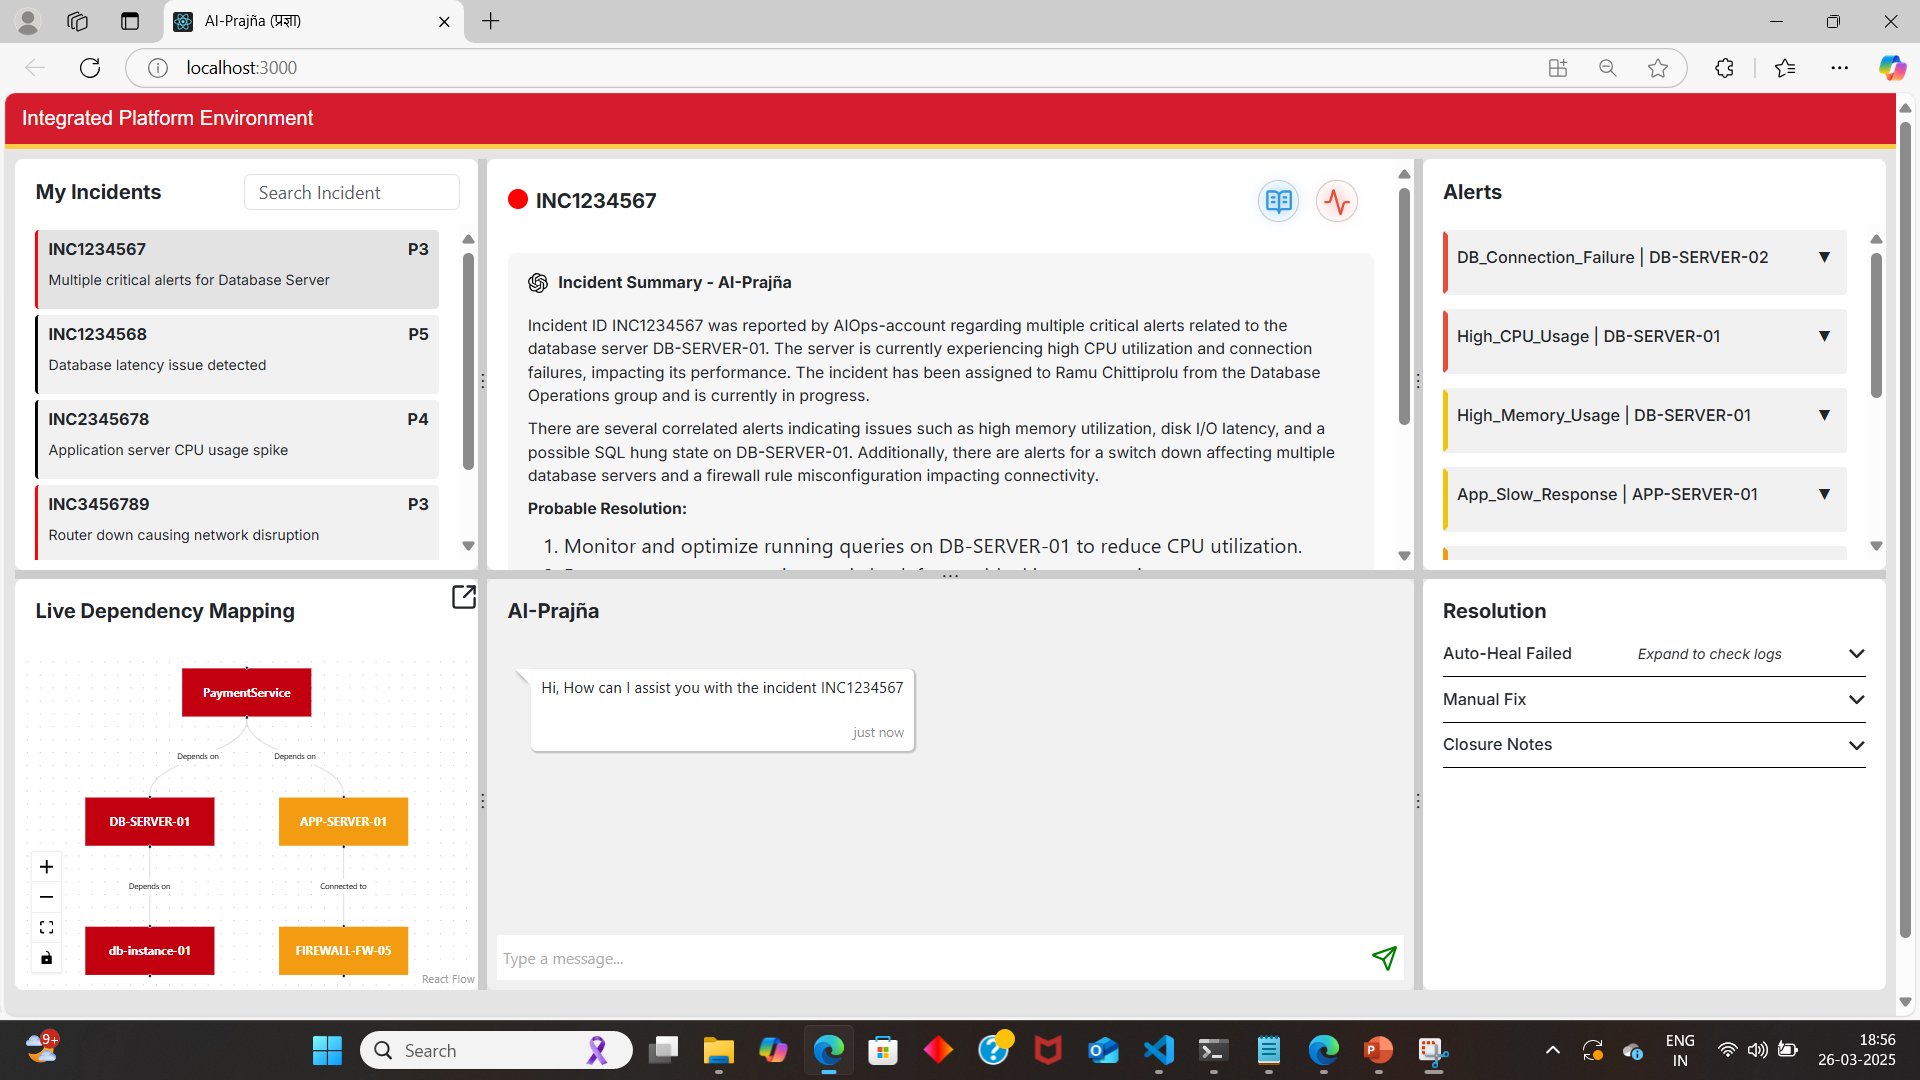 AI-Prajña (प्रज्ञा)
localhost:3000
Integrated Platform Environment
My Incidents
Search Incident
INC1234567 P3
Multiple critical alerts for Database Server
INC1234568 P5
Database latency issue detected
INC2345678 P4
Application server CPU usage spike
INC3456789 P3
Router down causing network disruption
INC1234567
Incident Summary - AI-Prajña
Incident ID INC1234567 was reported by AIOps-account regarding multiple critical alerts related to the
database server DB-SERVER-01. The server is currently experiencing high CPU utilization and connection
failures, impacting its performance. The incident has been assigned to Ramu Chittiprolu from the Database
Operations group and is currently in progress.
There are several correlated alerts indicating issues such as high memory utilization, disk I/O latency, and a
possible SQL hung state on DB-SERVER-01. Additionally, there are alerts for a switch down affecting multiple
database servers and a firewall rule misconfiguration impacting connectivity.
Probable Resolution:
1. Monitor and optimize running queries on DB-SERVER-01 to reduce CPU utilization.
Alerts
DB_Connection_Failure | DB-SERVER-02
High_CPU_Usage | DB-SERVER-01
High_Memory_Usage | DB-SERVER-01
App_Slow_Response | APP-SERVER-01
Live Dependency Mapping
PaymentService
Depends on Depends on
DB-SERVER-01 APP-SERVER-01
Depends on Connected to
db-instance-01 FIREWALL-FW-05
React Flow
AI-Prajña
Hi, How can I assist you with the incident INC1234567
just now
Type a message...
Resolution
Auto-Heal Failed Expand to check logs
Manual Fix
Closure Notes
9+
Search
ENG
IN
18:56
26-03-2025